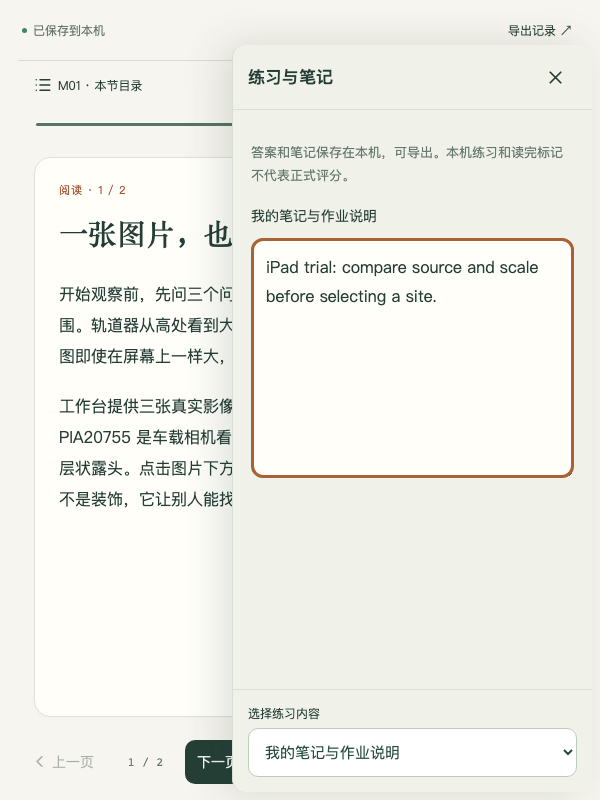 已保存到本机
导出记录 ↗
M01 · 本节目录
阅读 · 1 / 2
一张图片，也
开始观察前，先问三个问
围。轨道器从高处看到大
图即使在屏幕上一样大，
工作台提供三张真实影像
PIA20755 是车载相机看
层状露头。点击图片下方
不是装饰，它让别人能找
上一页
1 / 2
下一页
练习与笔记
答案和笔记保存在本机，可导出。本机练习和读完标记
不代表正式评分。
我的笔记与作业说明
iPad trial: compare source and scale
before selecting a site.
选择练习内容
我的笔记与作业说明